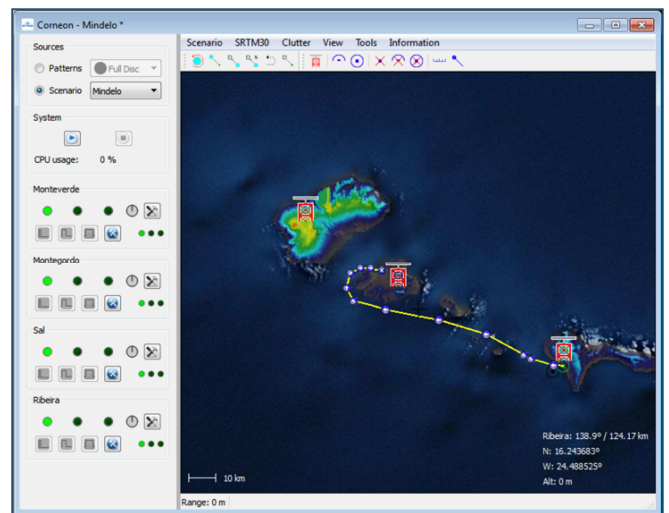 Corneon - Mindelo *
Sources
Patterns Full Disc
Scenario Mindelo
System
CPU usage: 0 %
Monteverde
Montegordo
Sal
Ribeira
Scenario SRTM30 Clutter View Tools Information
Ribeira: 138.9º / 124.17 km
N: 16.243683º
W: 24.488525º
Alt: 0 m
10 km
Range: 0 m